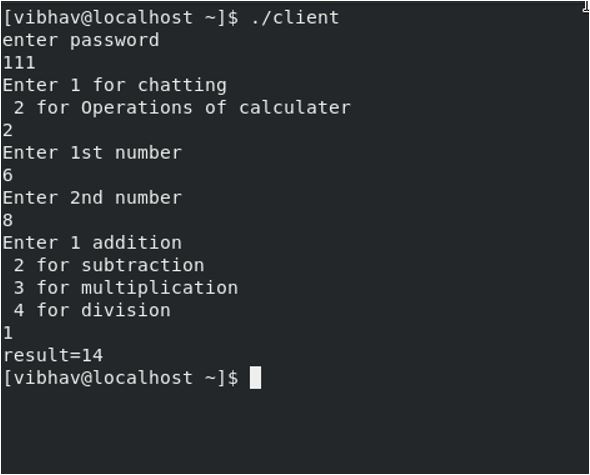 [vibhav@localhost ~]$ ./client
enter password
111
Enter 1 for chatting
 2 for Operations of calculater
2
Enter 1st number
6
Enter 2nd number
8
Enter 1 addition
 2 for subtraction
 3 for multiplication
 4 for division
1
result=14
[vibhav@localhost ~]$